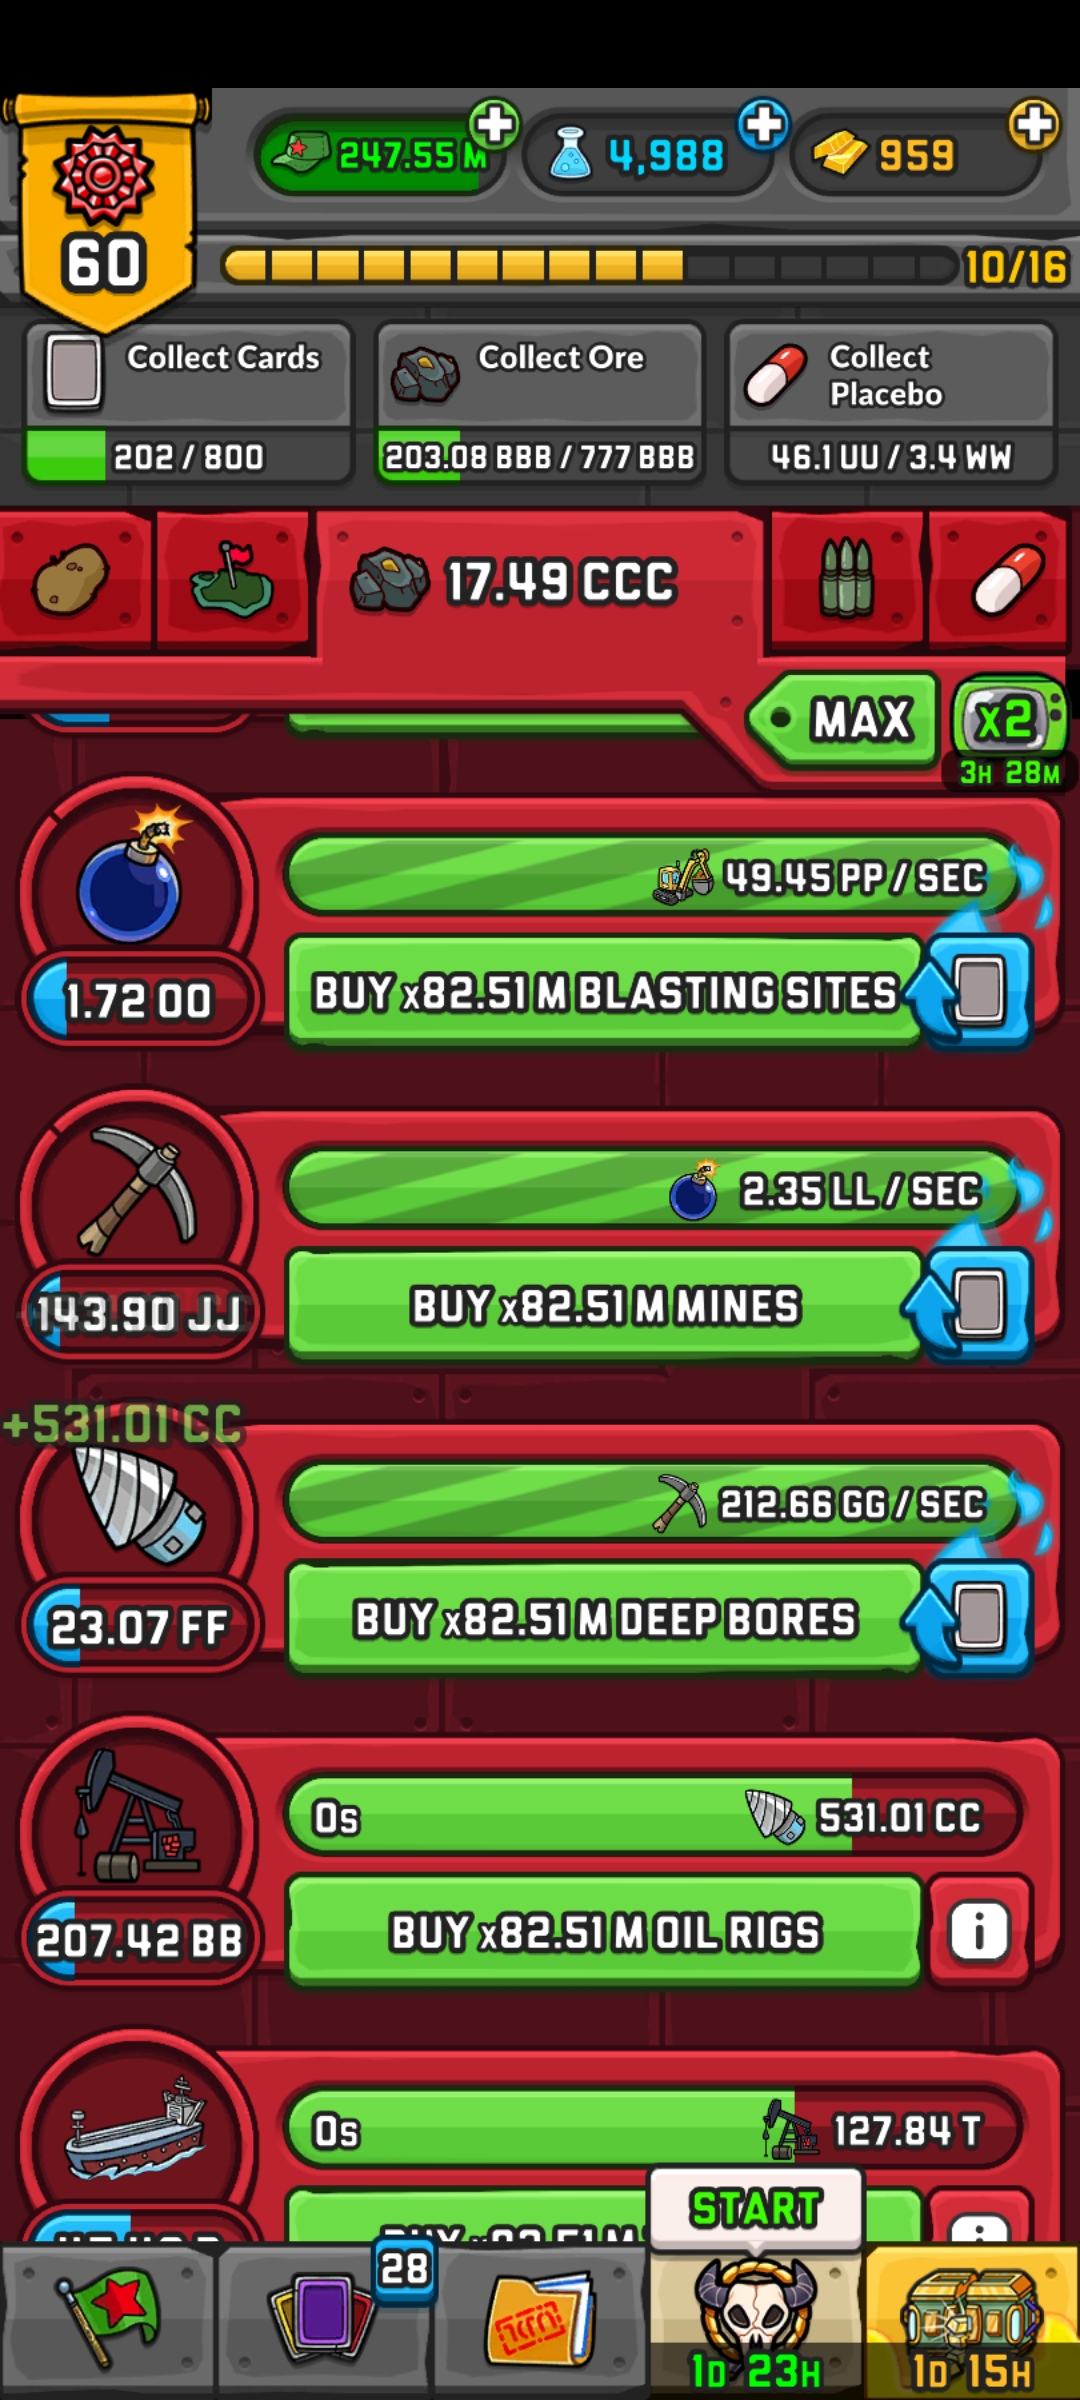 247.55 M
4,988
959
60
10/16
Collect Cards
202 / 800
Collect Ore
203.08 BBB / 777 BBB
Collect
Placebo
46.1 UU / 3.4 WW
17.49 CCC
MAX
x2
3H 28M
49.45 PP / SEC
1.72 OO
BUY x82.51 M BLASTING SITES
2.35 LL / SEC
143.90 JJ
BUY x82.51 M MINES
+531.01 CC
212.66 GG / SEC
23.07 FF
BUY x82.51 M DEEP BORES
0s
531.01 CC
207.42 BB
BUY x82.51 M OIL RIGS
i
0s
127.84 T
BUY x82.51 M
START
28
1D 23H
1D 15H